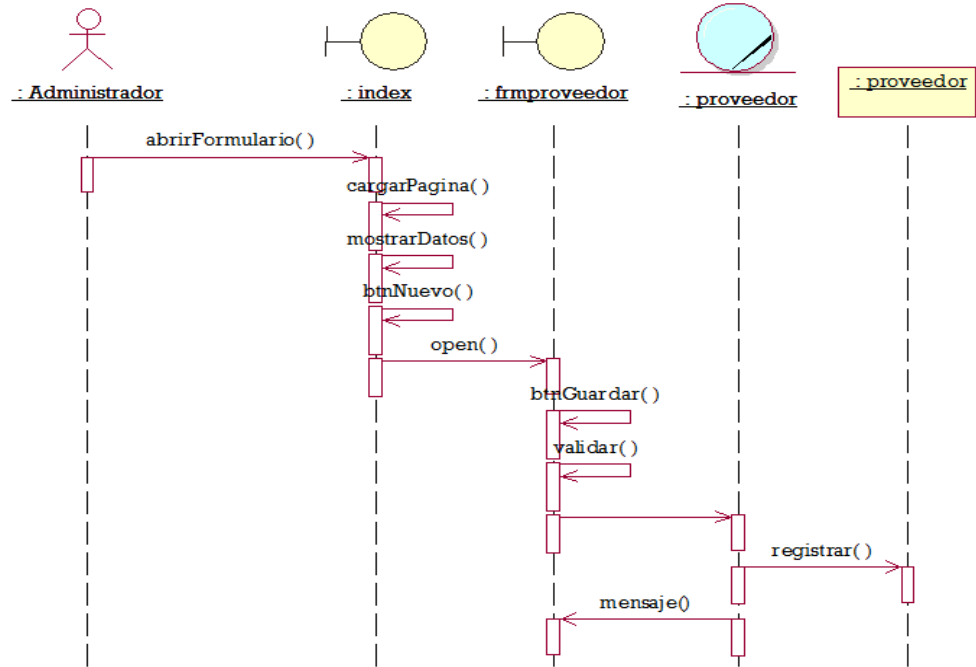 : Administrador
: index
: frmproveedor
: proveedor
: proveedor
abrirFormulario( )
cargarPagina( )
mostrarDatos( )
btnNuevo( )
open( )
btnGuardar( )
validar( )
registrar( )
mensaje()